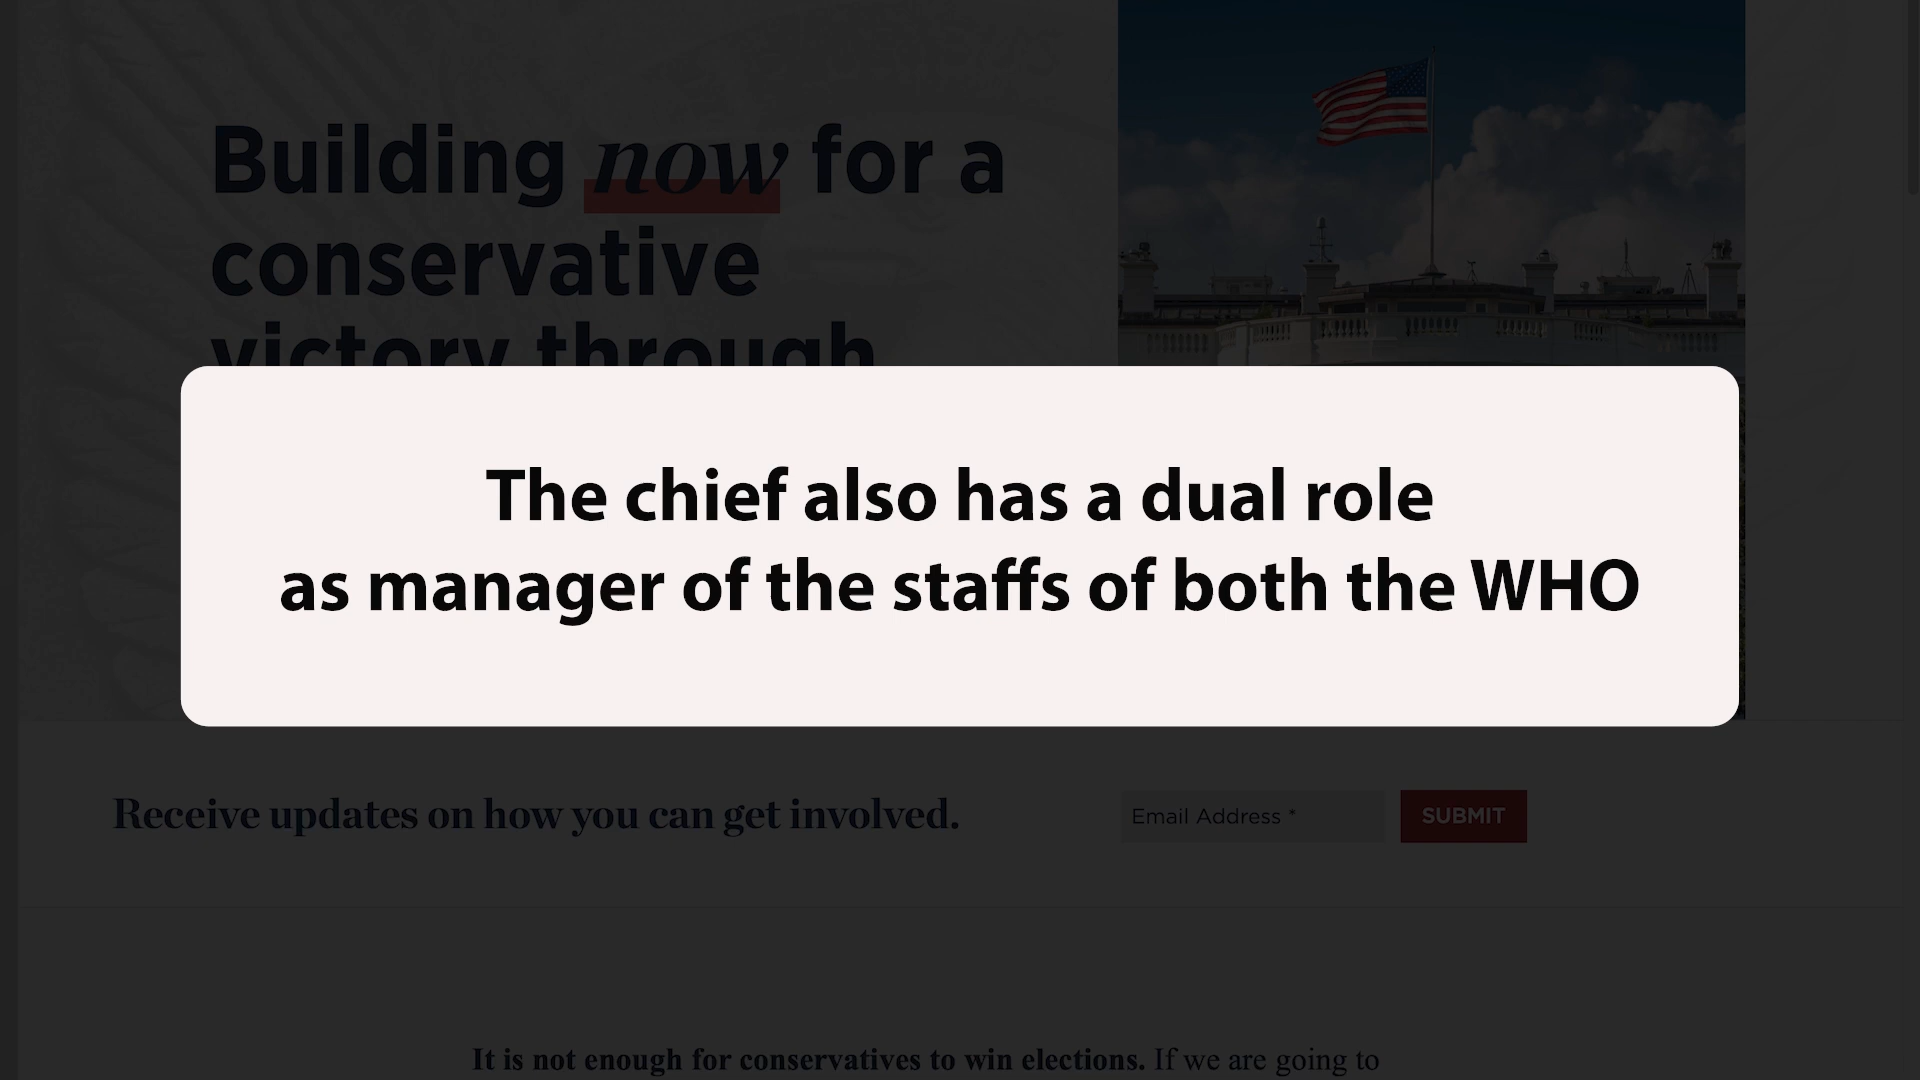 Building now for a
conservative
victory through
The chief also has a dual role
as manager of the staffs of both the WHO
Receive updates on how you can get involved.
Email Address *
SUBMIT
It is not enough for conservatives to win elections. If we are going to